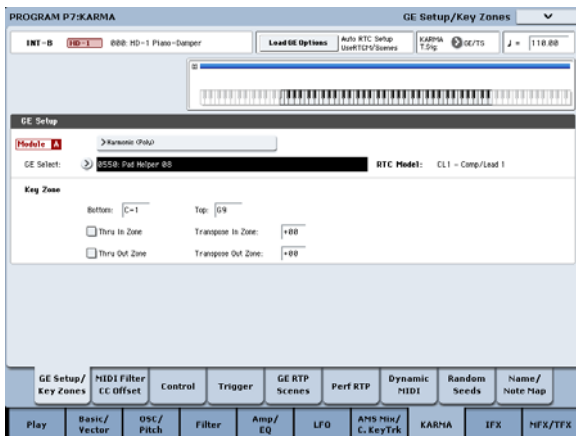 PROGRAM P7:KARMA GE Setup/Key Zones
INT-B HD-1 000: HD-1 Piano-Damper Load GE Options Auto RTC Setup UseRTCM/Scenes KARMA T.Sig: GE/TS ♩ = 110.00
GE Setup
Module A Harmonic (Poly)
GE Select: 0550: Pad Helper 08 RTC Model: CL1 - Comp/Lead 1
Key Zone
Bottom: C-1 Top: G9
Thru In Zone Transpose In Zone: +00
Thru Out Zone Transpose Out Zone: +00
GE Setup/ Key Zones MIDI Filter CC Offset Control Trigger GE RTP Scenes Perf RTP Dynamic MIDI Random Seeds Name/ Note Map
Play Basic/ Vector OSC/ Pitch Filter Amp/ EQ LFO AMS Mix/ C.KeyTrk KARMA IFX MFX/TFX